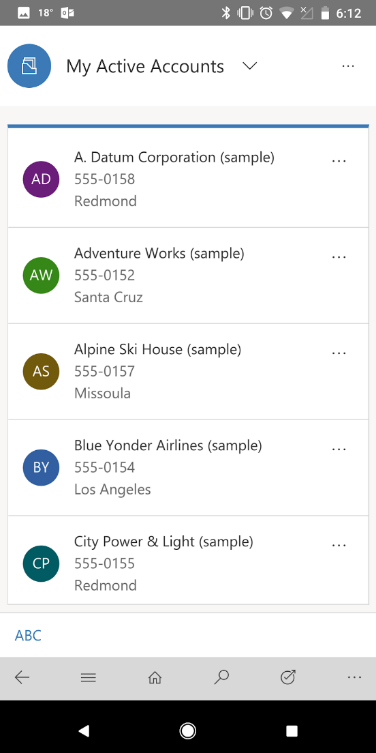 18° 6:12
My Active Accounts ...
A. Datum Corporation (sample) ...
AD
555-0158
Redmond
Adventure Works (sample) ...
AW
555-0152
Santa Cruz
Alpine Ski House (sample) ...
AS
555-0157
Missoula
Blue Yonder Airlines (sample) ...
BY
555-0154
Los Angeles
City Power & Light (sample) ...
CP
555-0155
Redmond
ABC
...